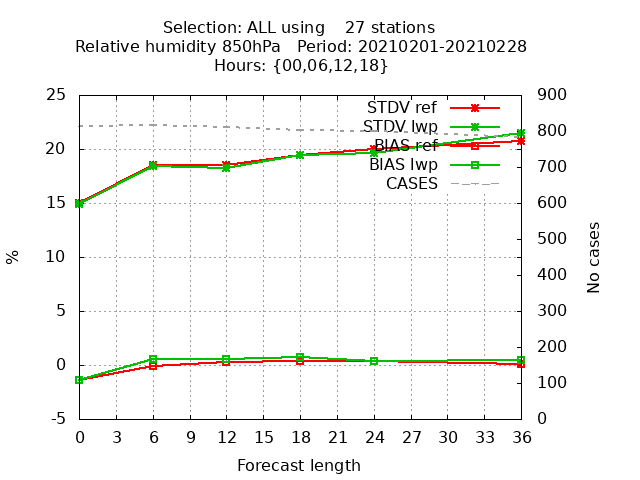 Selection: ALL using    27 stations
Relative humidity 850hPa   Period: 20210201-20210228
Hours: {00,06,12,18}
25
20
15
10
5
0
-5
%
900
800
700
600
500
400
300
200
100
0
No cases
STDV ref
STDV lwp
BIAS ref
BIAS lwp
CASES
0 3 6 9 12 15 18 21 24 27 30 33 36
Forecast length